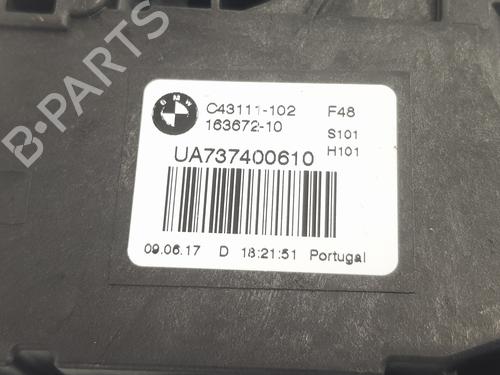 BMW
C43111-102 F48
163672-10 S101
H101
UA737400610
09.06.17 D 18:21:51 Portugal
B-PARTS